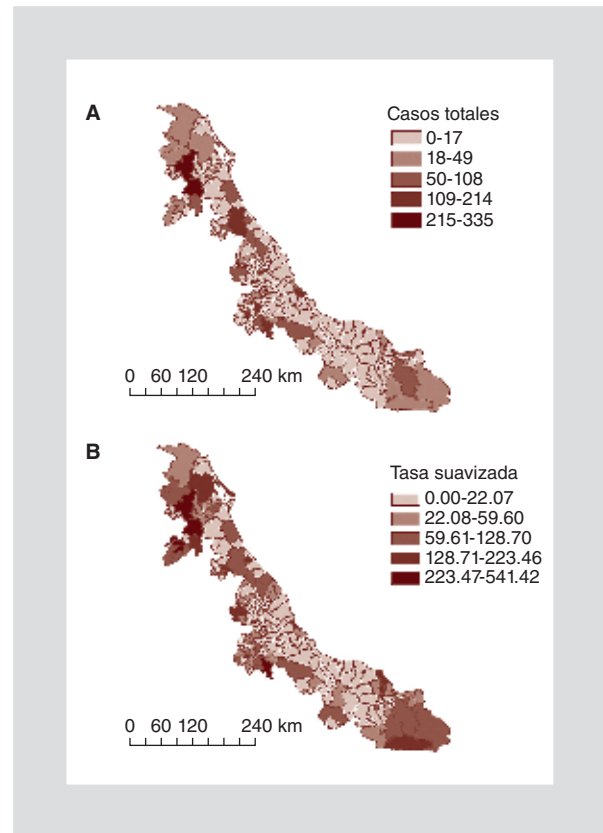 A
Casos totales
0-17
18-49
50-108
109-214
215-335
0 60 120 240 km
B
Tasa suavizada
0.00-22.07
22.08-59.60
59.61-128.70
128.71-223.46
223.47-541.42
0 60 120 240 km